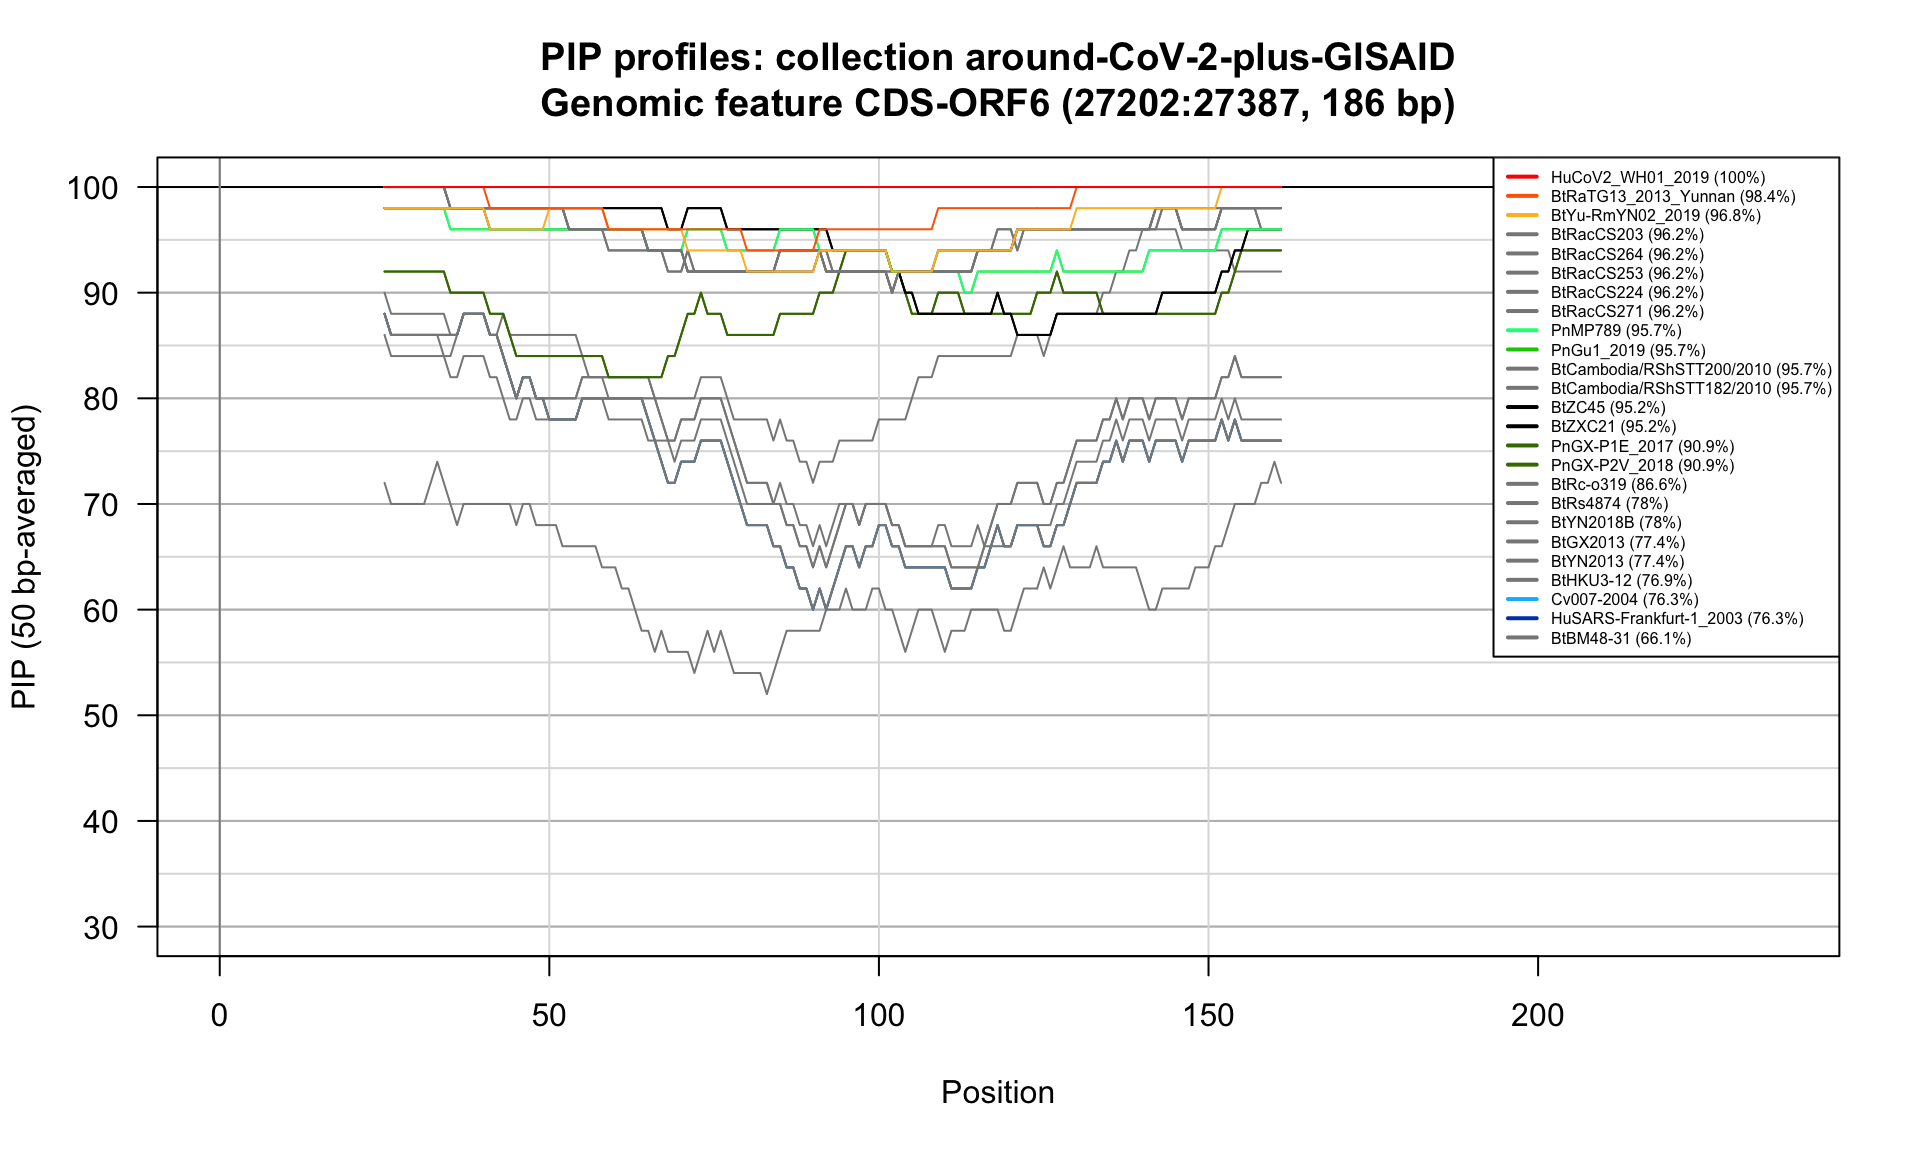 PIP profiles: collection around-CoV-2-plus-GISAID
Genomic feature CDS-ORF6 (27202:27387, 186 bp)
PIP (50 bp-averaged)
100
90
80
70
60
50
40
30
HuCoV2_WH01_2019 (100%)
BtRaTG13_2013_Yunnan (98.4%)
BtYu-RmYN02_2019 (96.8%)
BtRacCS203 (96.2%)
BtRacCS264 (96.2%)
BtRacCS253 (96.2%)
BtRacCS224 (96.2%)
BtRacCS271 (96.2%)
PnMP789 (95.7%)
PnGu1_2019 (95.7%)
BtCambodia/RShSTT200/2010 (95.7%)
BtCambodia/RShSTT182/2010 (95.7%)
BtZC45 (95.2%)
BtZXC21 (95.2%)
PnGX-P1E_2017 (90.9%)
PnGX-P2V_2018 (90.9%)
BtRc-o319 (86.6%)
BtRs4874 (78%)
BtYN2018B (78%)
BtGX2013 (77.4%)
BtYN2013 (77.4%)
BtHKU3-12 (76.9%)
Cv007-2004 (76.3%)
HuSARS-Frankfurt-1_2003 (76.3%)
BtBM48-31 (66.1%)
0
50
100
150
200
Position